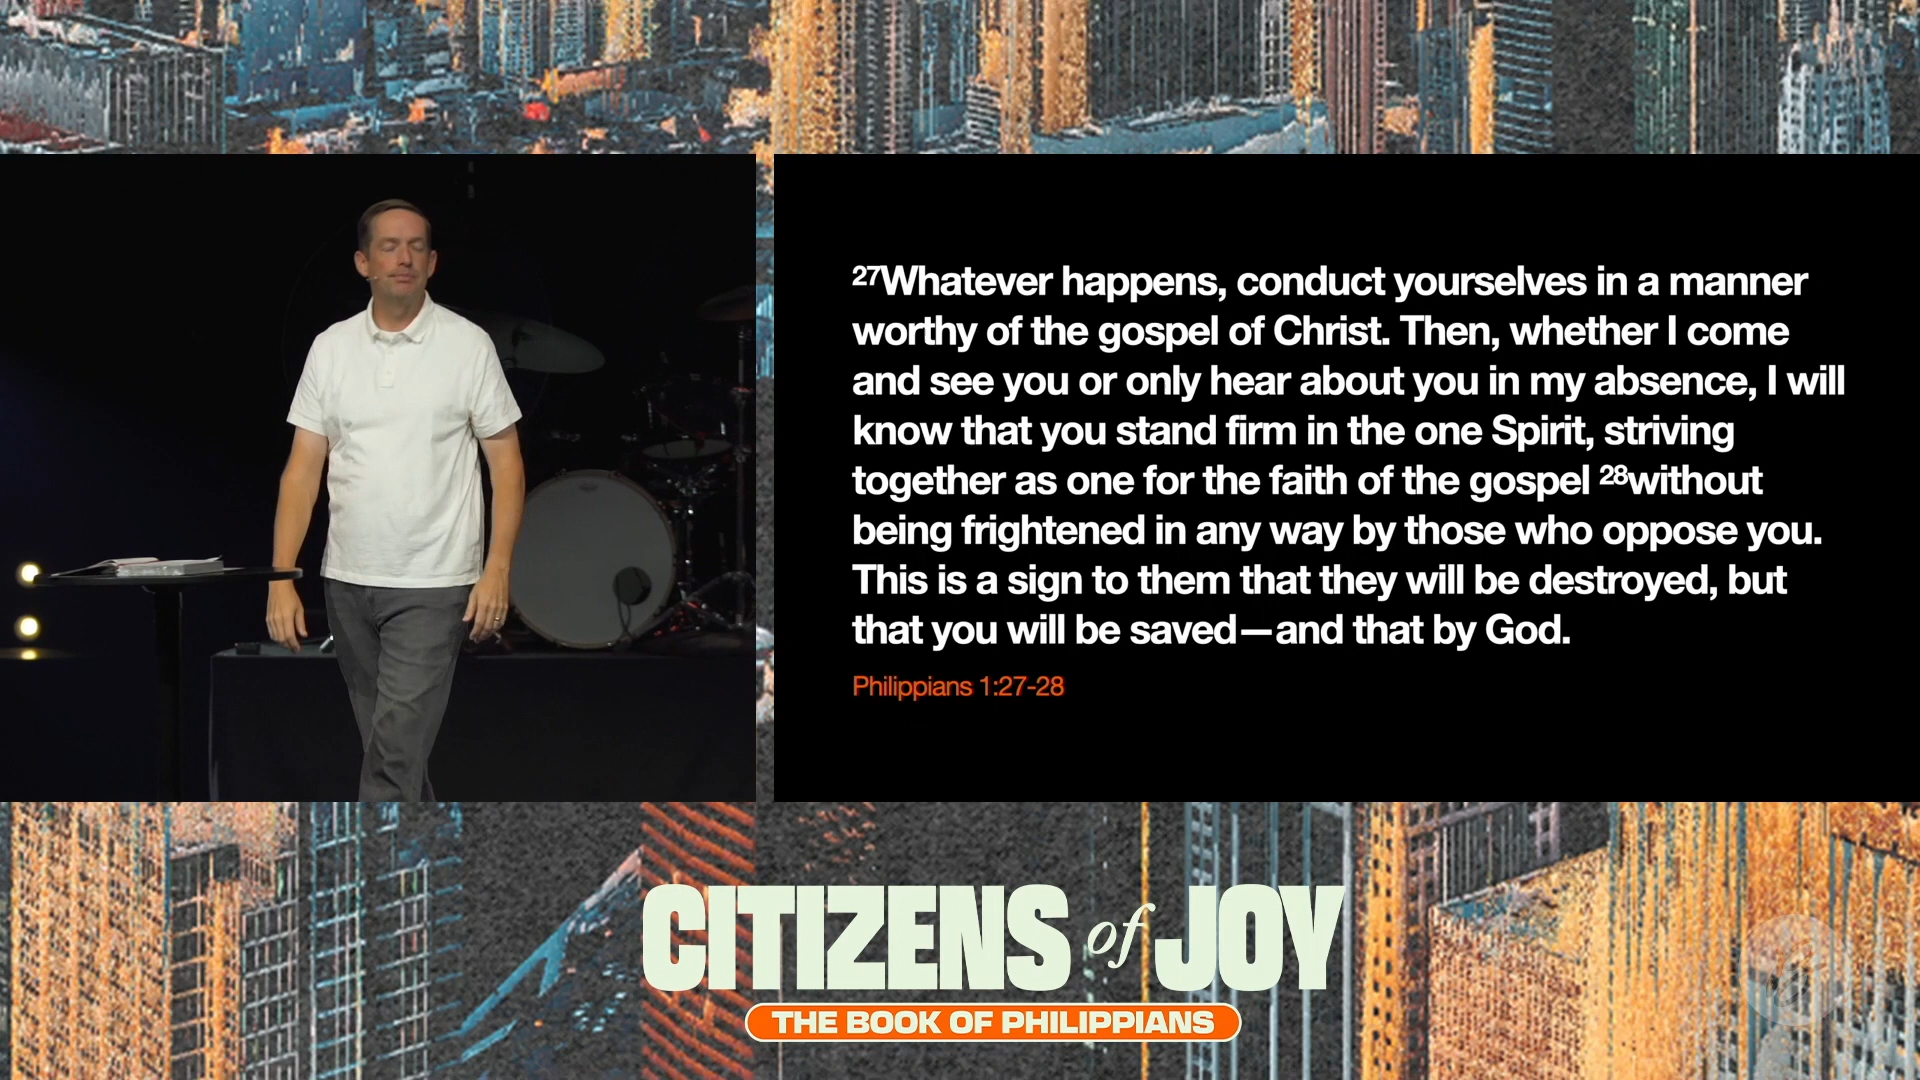 ²⁷Whatever happens, conduct yourselves in a manner
worthy of the gospel of Christ. Then, whether I come
and see you or only hear about you in my absence, I will
know that you stand firm in the one Spirit, striving
together as one for the faith of the gospel ²⁸without
being frightened in any way by those who oppose you.
This is a sign to them that they will be destroyed, but
that you will be saved—and that by God.
Philippians 1:27-28
CITIZENS of JOY
THE BOOK OF PHILIPPIANS